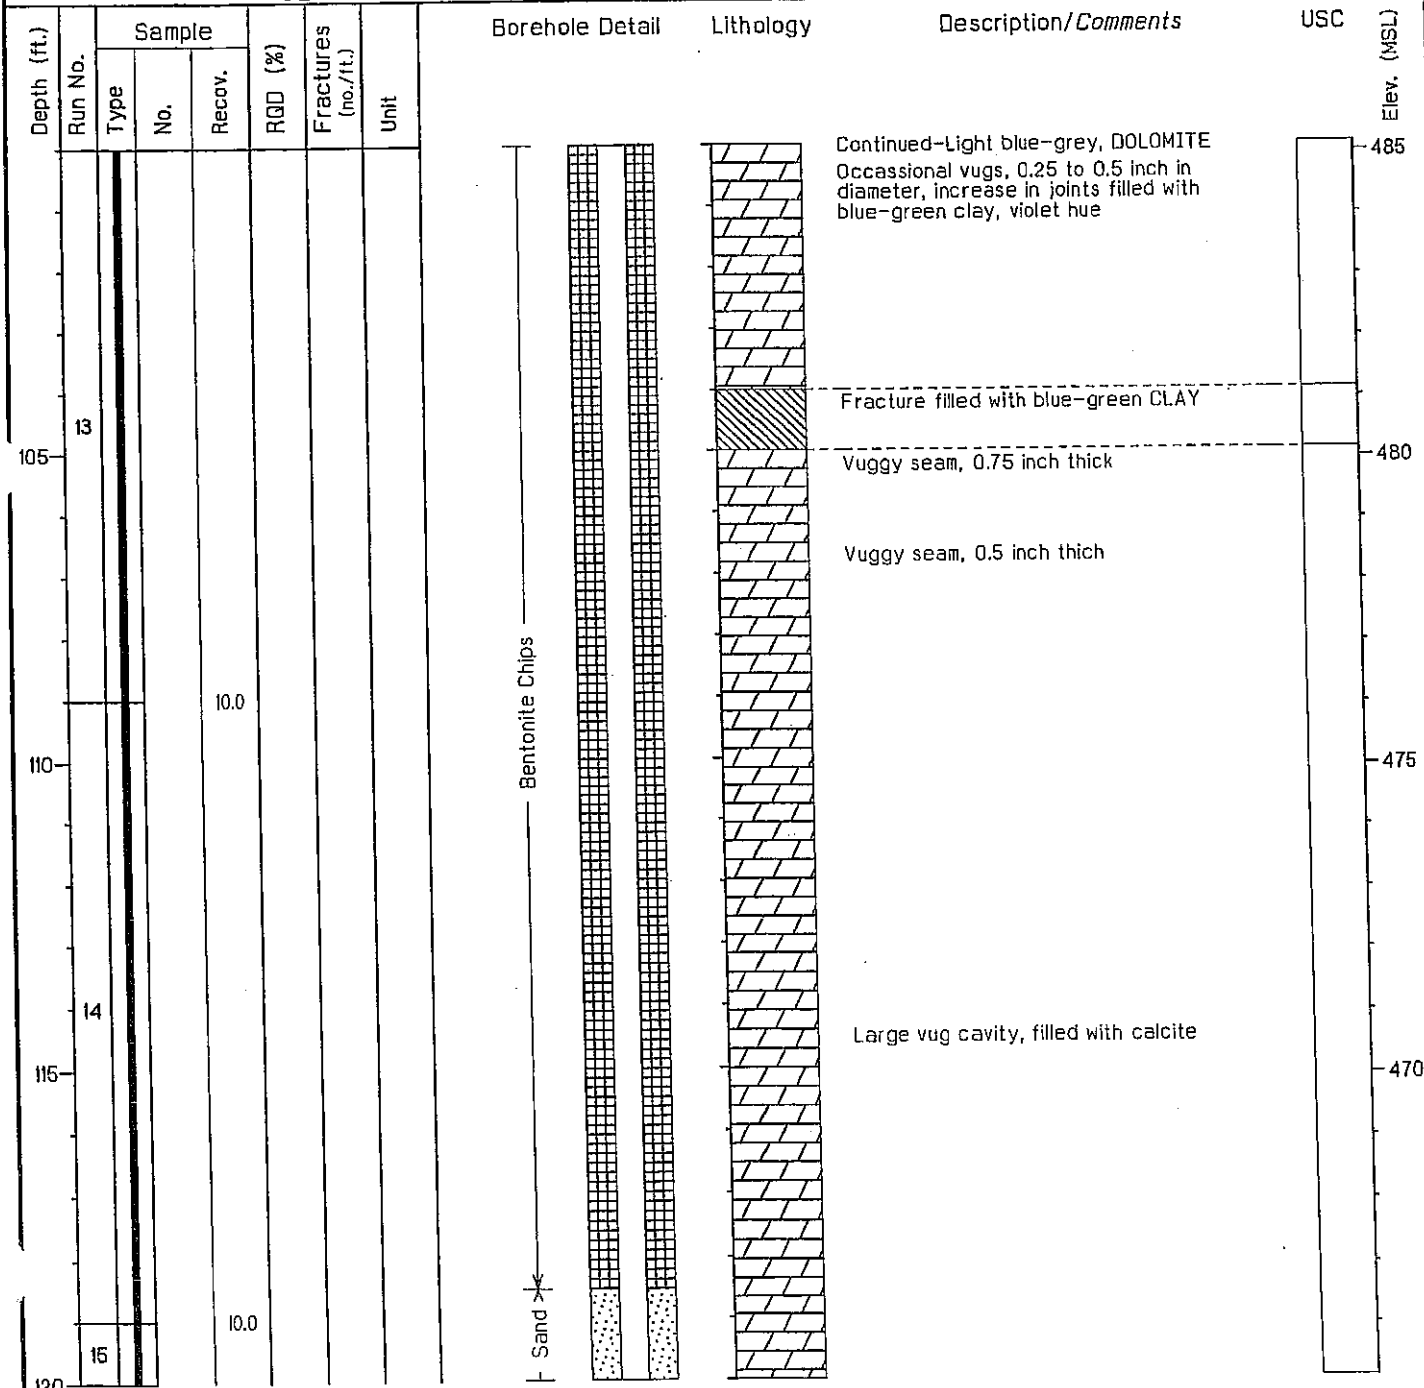 Depth (ft.)
Run No.
Sample
Type
No.
Recov.
RQD (%)
Fractures
(no./ft.)
Unit
Borehole Detail
Lithology
Description/Comments
USC
Elev. (MSL)
Continued-Light blue-grey, DOLOMITE
485
Occassional vugs, 0.25 to 0.5 inch in
diameter, increase in joints filled with
blue-green clay, violet hue
Fracture filled with blue-green CLAY
13
105
Vuggy seam, 0.75 inch thick
480
Vuggy seam, 0.5 inch thich
Bentonite Chips
10.0
110
475
14
Large vug cavity, filled with calcite
115
470
Sand
10.0
15
120